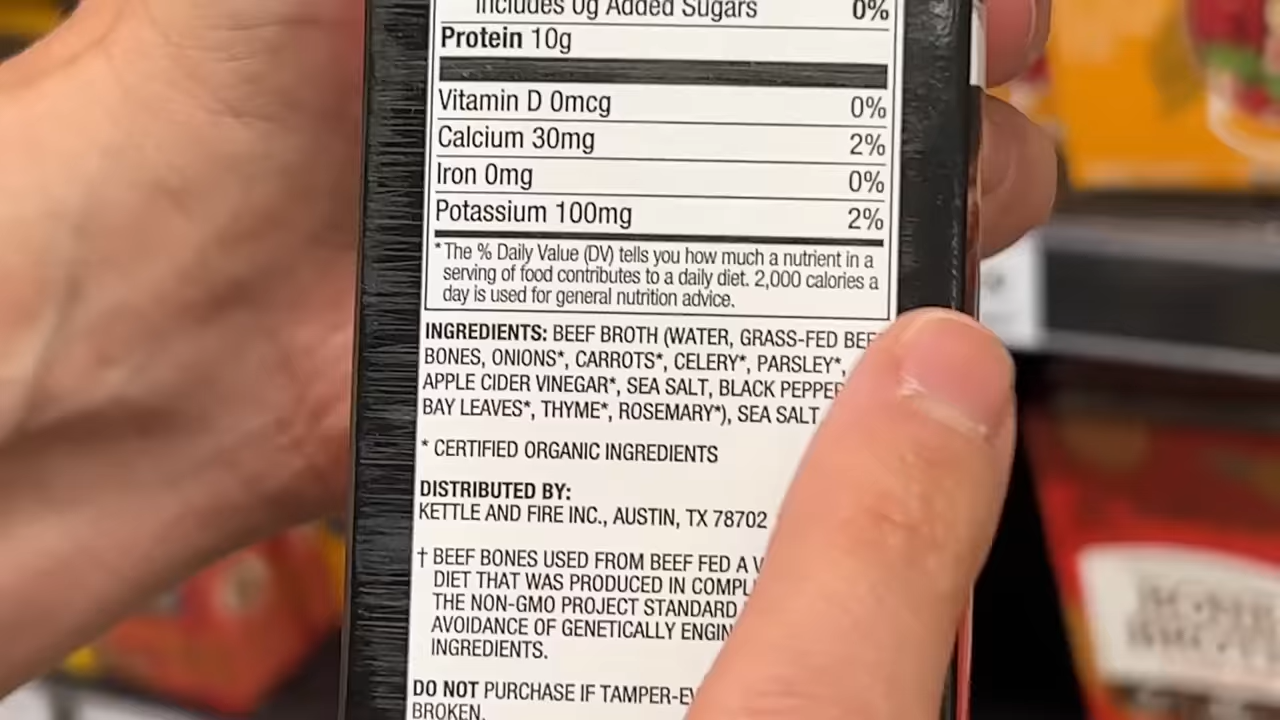 Includes 0g Added Sugars 0%
Protein 10g
Vitamin D 0mcg 0%
Calcium 30mg 2%
Iron 0mg 0%
Potassium 100mg 2%
*The % Daily Value (DV) tells you how much a nutrient in a
serving of food contributes to a daily diet. 2,000 calories a
day is used for general nutrition advice.
INGREDIENTS: BEEF BROTH (WATER, GRASS-FED BEEF
BONES, ONIONS*, CARROTS*, CELERY*, PARSLEY*,
APPLE CIDER VINEGAR*, SEA SALT, BLACK PEPPER
BAY LEAVES*, THYME*, ROSEMARY*), SEA SALT
* CERTIFIED ORGANIC INGREDIENTS
DISTRIBUTED BY:
KETTLE AND FIRE INC., AUSTIN, TX 78702
† BEEF BONES USED FROM BEEF FED A
DIET THAT WAS PRODUCED IN
THE NON-GMO PROJECT STANDARD
AVOIDANCE OF GENETICALLY
INGREDIENTS.
DO NOT PURCHASE IF
BROKEN.
BONE
BROTH